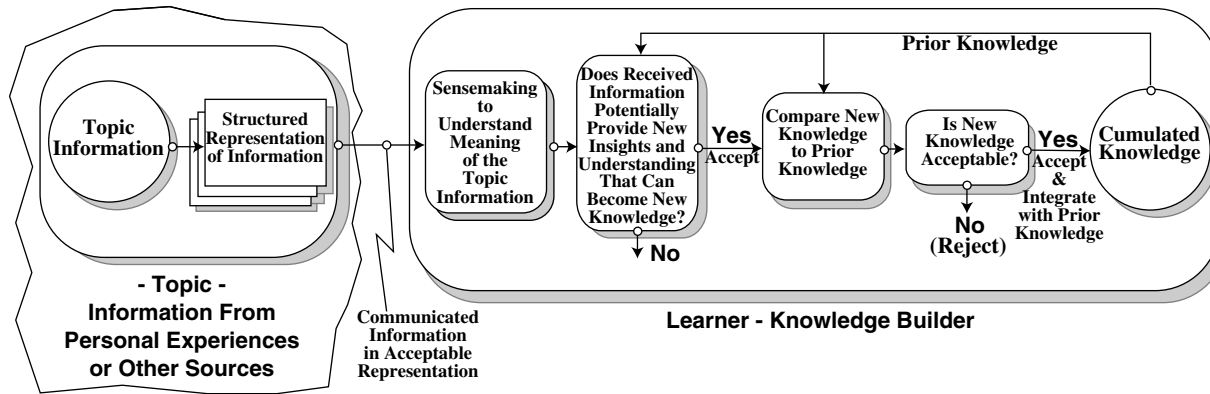 Topic
Information
Structured
Representation
of Information
- Topic -
Information From
Personal Experiences
or Other Sources
Communicated
Information
in Acceptable
Representation
Sensemaking
to
Understand
Meaning
of the
Topic
Information
Does Received
Information
Potentially
Provide New
Insights and
Understanding
That Can
Become New
Knowledge?
No
Yes
Accept
Compare New
Knowledge
to Prior
Knowledge
Prior Knowledge
Is New
Knowledge
Acceptable?
No
(Reject)
Yes
Accept
&
Integrate
with Prior
Knowledge
Cumulated
Knowledge
Learner - Knowledge Builder